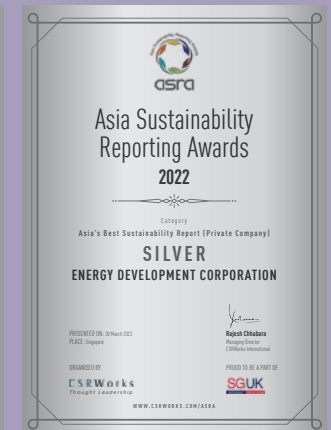 asra
Asia Sustainability
Reporting Awards
2022
Category
Asia's Best Sustainability Report (Private Company)
SILVER
ENERGY DEVELOPMENT CORPORATION
PRESENTED ON: 30 March 2023
PLACE: Singapore
Rajesh Chhabara
Managing Director
CSRWorks International
ORGANISED BY
CSRWorks
Thought Leadership
PROUD TO BE A PART OF
SGUK
WWW.CSRWORKS.COM/ASRA